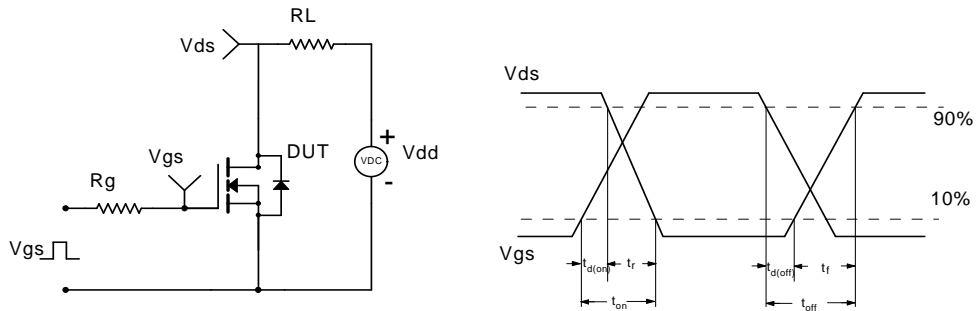 RL
Vds
Vgs
DUT
VDC
+
-
Vdd
Rg
Vgs
Vds
90%
10%
Vgs
td(on)
tr
ton
td(off)
tf
toff